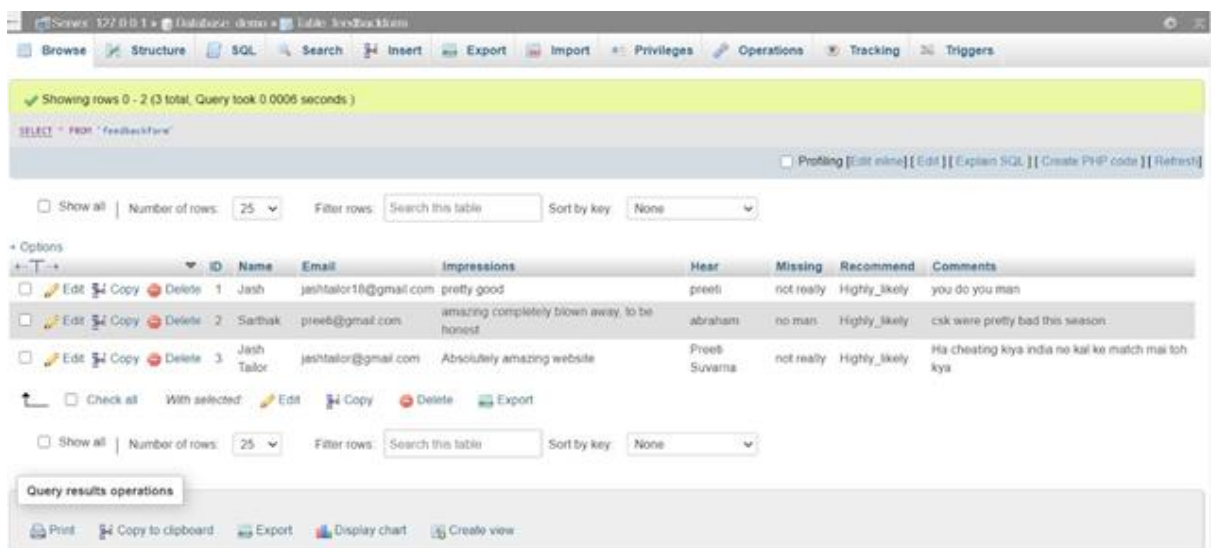 Server: 127.0.0.1 » Database: demo » Table: feedbackform
Browse Structure SQL Search Insert Export Import Privileges Operations Tracking Triggers
Showing rows 0 - 2 (3 total, Query took 0.0006 seconds.)
SELECT * FROM `feedbackform`
Profiling [Edit inline] [ Edit ] [ Explain SQL ] [ Create PHP code ] [ Refresh]
Show all | Number of rows: 25 Filter rows: Search this table Sort by key: None
+ Options
←T→ ID Name Email Impressions Hear Missing Recommend Comments
Edit Copy Delete 1 Jash jashtailor18@gmail.com pretty good preeti not really Highly_likely you do you man
Edit Copy Delete 2 Sarthak preeti@gmail.com amazing completely blown away, to be honest abraham no man Highly_likely csk were pretty bad this season
Edit Copy Delete 3 Jash Tailor jashtailor@gmail.com Absolutely amazing website Preeti Suvarna not really Highly_likely Ha cheating kiya india ne kal ke match mai toh kya
Check all With selected: Edit Copy Delete Export
Show all | Number of rows: 25 Filter rows: Search this table Sort by key: None
Query results operations
Print Copy to clipboard Export Display chart Create view